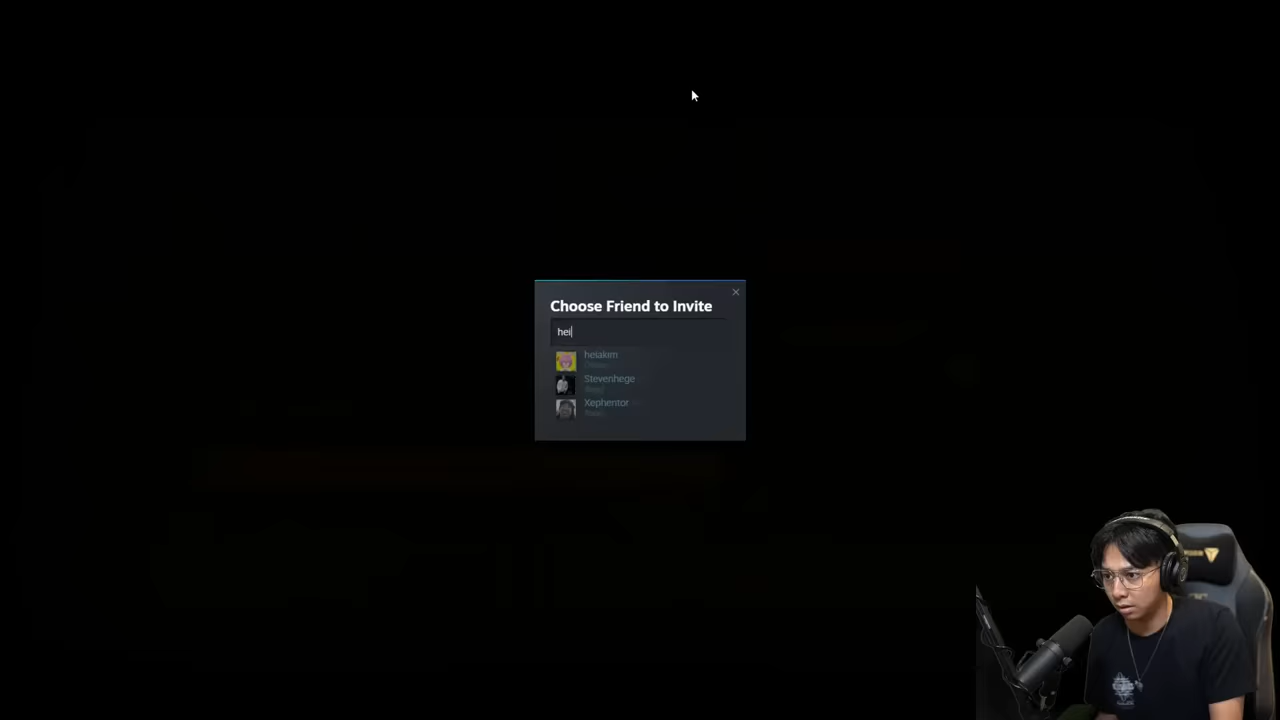 Choose Friend to Invite
hei
heiakim
Stevenhege
Xephentor